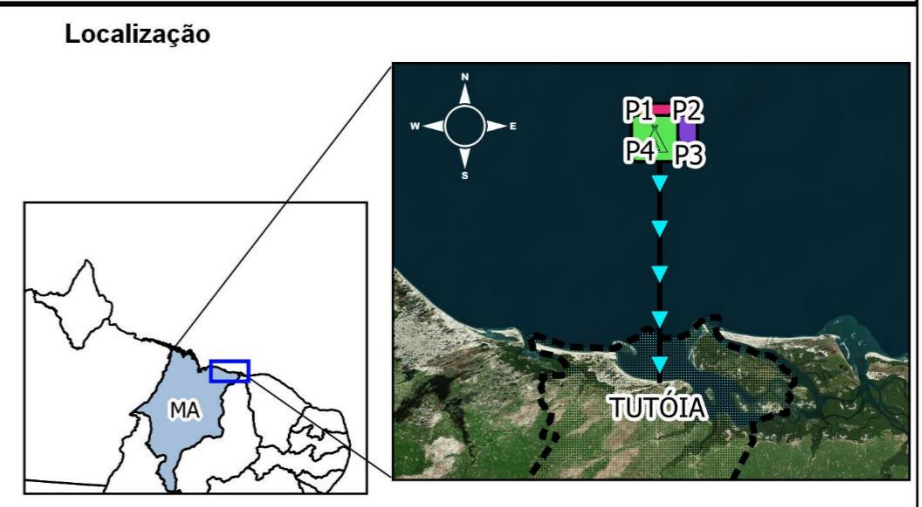 Localização
N
W E
S
P1 P2
P4 P3
MA
TUTÓIA